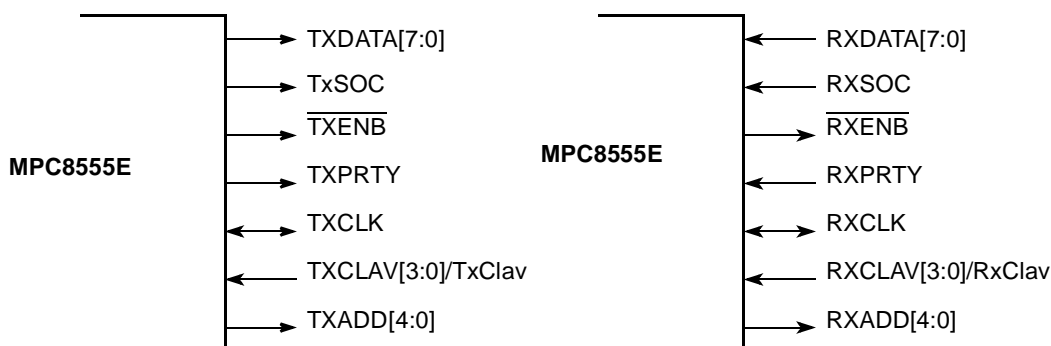 MPC8555E
TXDATA[7:0]
TxSOC
TXENB
TXPRTY
TXCLK
TXCLAV[3:0]/TxClav
TXADD[4:0]
MPC8555E
RXDATA[7:0]
RXSOC
RXENB
RXPRTY
RXCLK
RXCLAV[3:0]/RxClav
RXADD[4:0]